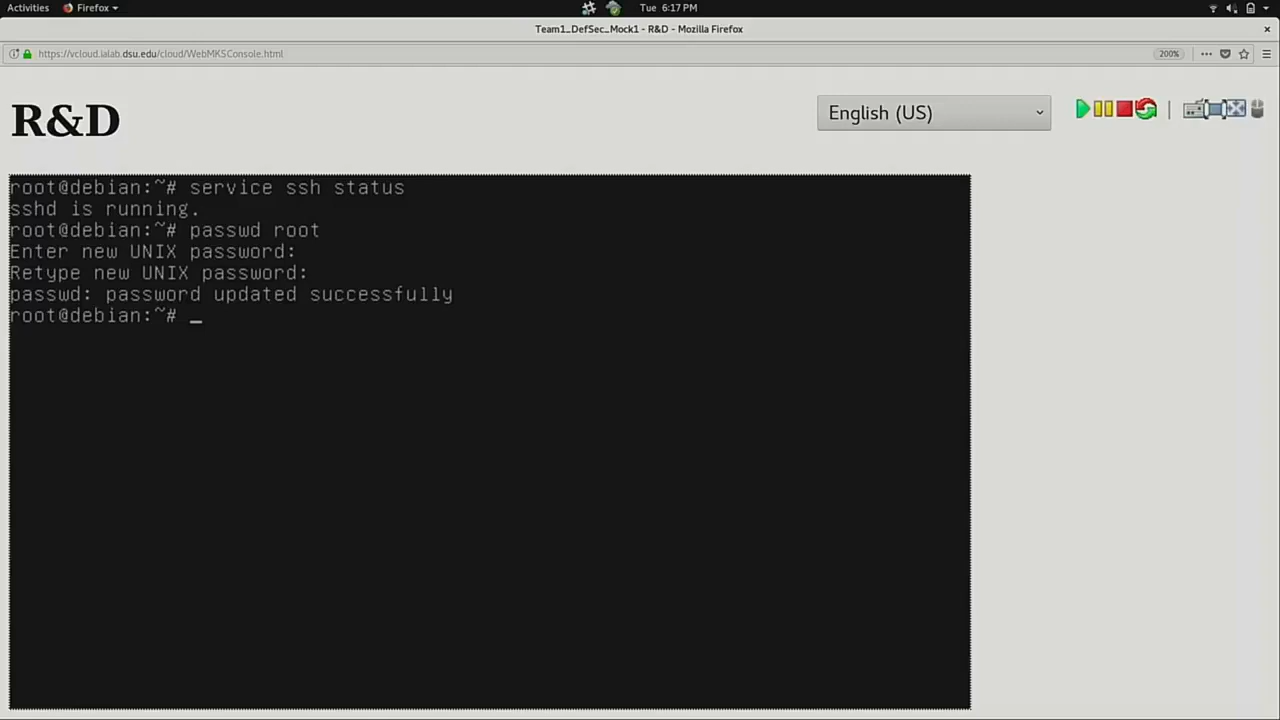 Activities Firefox Tue 6:17 PM
Team1_DefSec_Mock1 - R&D - Mozilla Firefox
https://vcloud.ialab.dsu.edu/cloud/WebMKSConsole.html 200%
R&D
English (US)
root@debian:~# service ssh status
sshd is running.
root@debian:~# passwd root
Enter new UNIX password:
Retype new UNIX password:
passwd: password updated successfully
root@debian:~# _